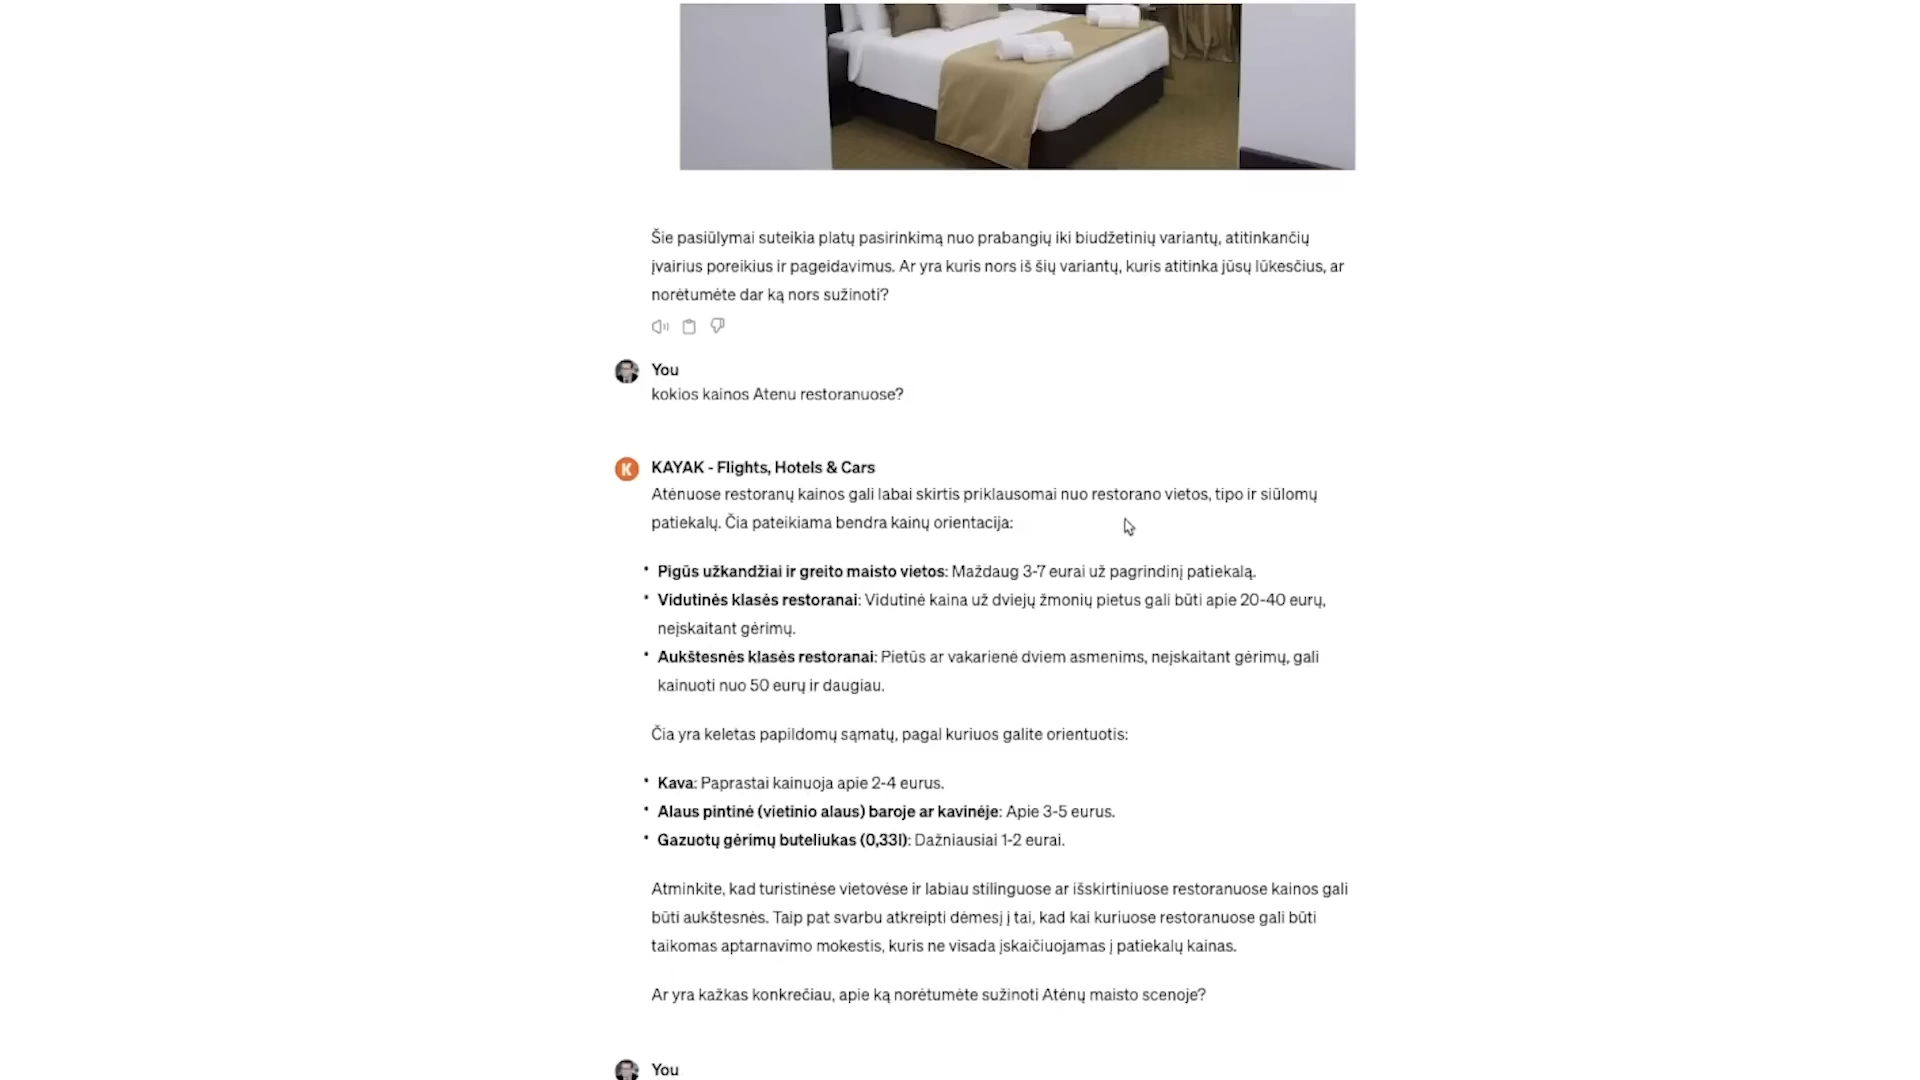 Šie pasiūlymai suteikia platų pasirinkimą nuo prabangių iki biudžetinių variantų, atitinkančių
įvairius poreikius ir pageidavimus. Ar yra kuris nors iš šių variantų, kuris atitinka jūsų lūkesčius, ar
norėtumėte dar ką nors sužinoti?
You
kokios kainos Atenu restoranuose?
K
KAYAK - Flights, Hotels & Cars
Atėnuose restoranų kainos gali labai skirtis priklausomai nuo restorano vietos, tipo ir siūlomų
patiekalų. Čia pateikiama bendra kainų orientacija:
• Pigūs užkandžiai ir greito maisto vietos: Maždaug 3-7 eurai už pagrindinį patiekalą.
• Vidutinės klasės restoranai: Vidutinė kaina už dviejų žmonių pietus gali būti apie 20-40 eurų,
neįskaitant gėrimų.
• Aukštesnės klasės restoranai: Pietūs ar vakarienė dviem asmenims, neįskaitant gėrimų, gali
kainuoti nuo 50 eurų ir daugiau.
Čia yra keletas papildomų sąmatų, pagal kuriuos galite orientuotis:
• Kava: Paprastai kainuoja apie 2-4 eurus.
• Alaus pintinė (vietinio alaus) baroje ar kavinėje: Apie 3-5 eurus.
• Gazuotų gėrimų buteliukas (0,33l): Dažniausiai 1-2 eurai.
Atminkite, kad turistinėse vietovėse ir labiau stilinguose ar išskirtiniuose restoranuose kainos gali
būti aukštesnės. Taip pat svarbu atkreipti dėmesį į tai, kad kai kuriuose restoranuose gali būti
taikomas aptarnavimo mokestis, kuris ne visada įskaičiuojamas į patiekalų kainas.
Ar yra kažkas konkrečiau, apie ką norėtumėte sužinoti Atėnų maisto scenoje?
You